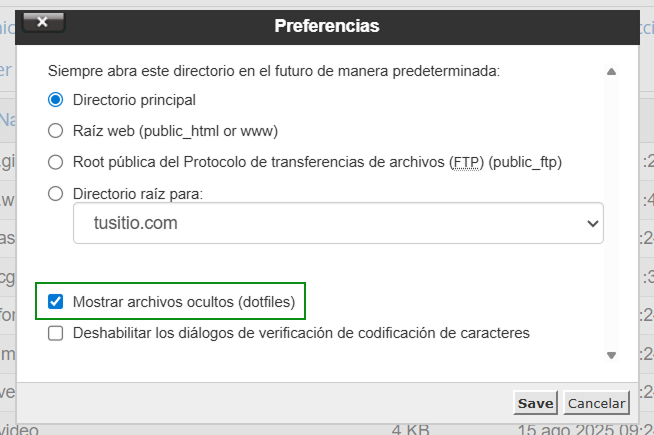 Preferencias
Siempre abra este directorio en el futuro de manera predeterminada:
Directorio principal
Raíz web (public_html or www)
Root pública del Protocolo de transferencias de archivos (FTP) (public_ftp)
Directorio raíz para:
tusitio.com
Mostrar archivos ocultos (dotfiles)
Deshabilitar los diálogos de verificación de codificación de caracteres
Save Cancelar
video 4 KB 15 ago 2025 09:24